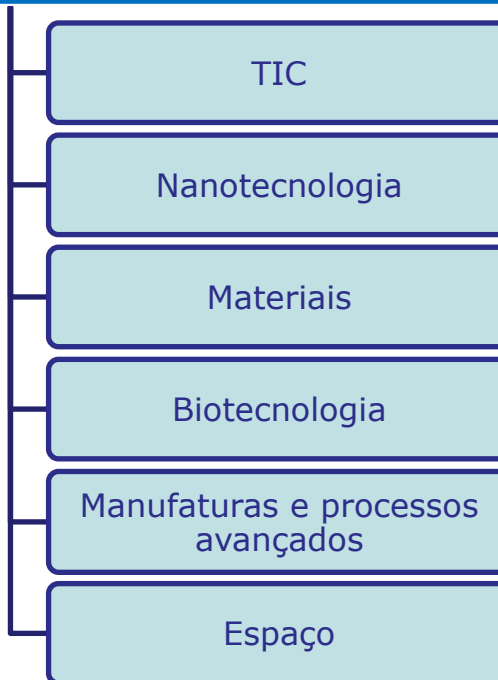 TIC
Nanotecnologia
Materiais
Biotecnologia
Manufaturas e processos
avançados
Espaço